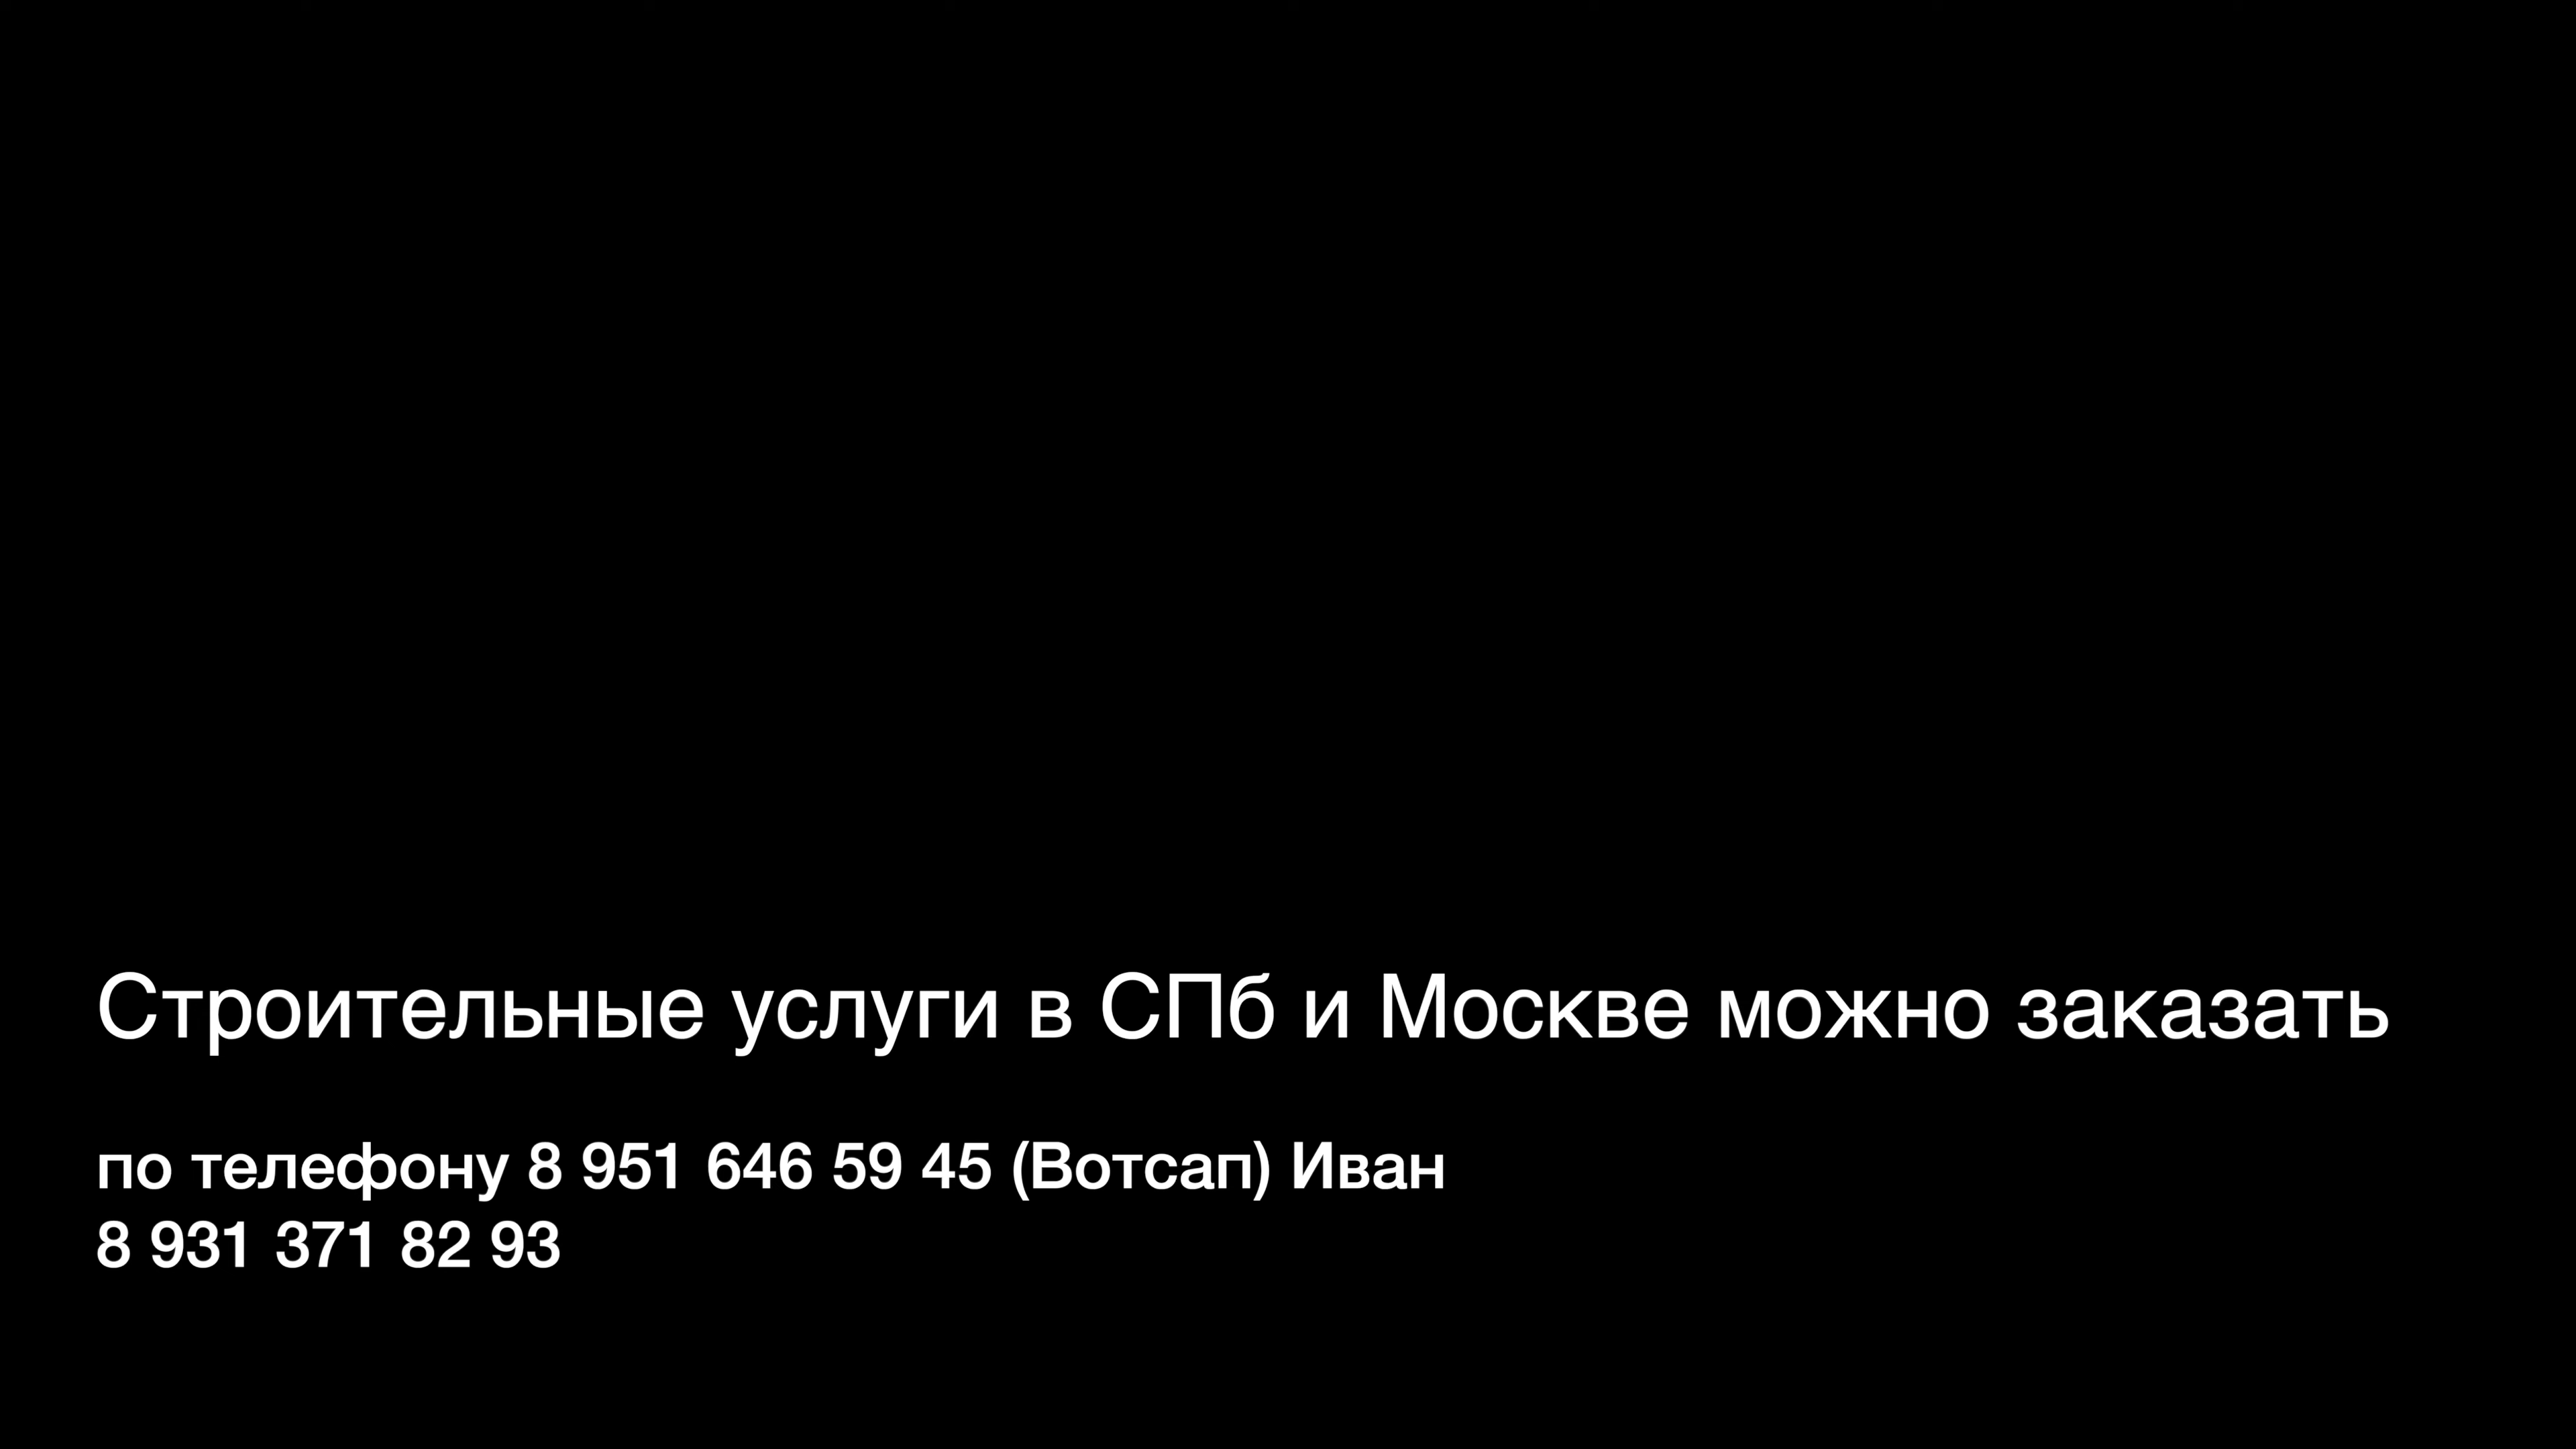 Строительные услуги в СПб и Москве можно заказать
по телефону 8 951 646 59 45 (Вотсап) Иван
8 931 371 82 93